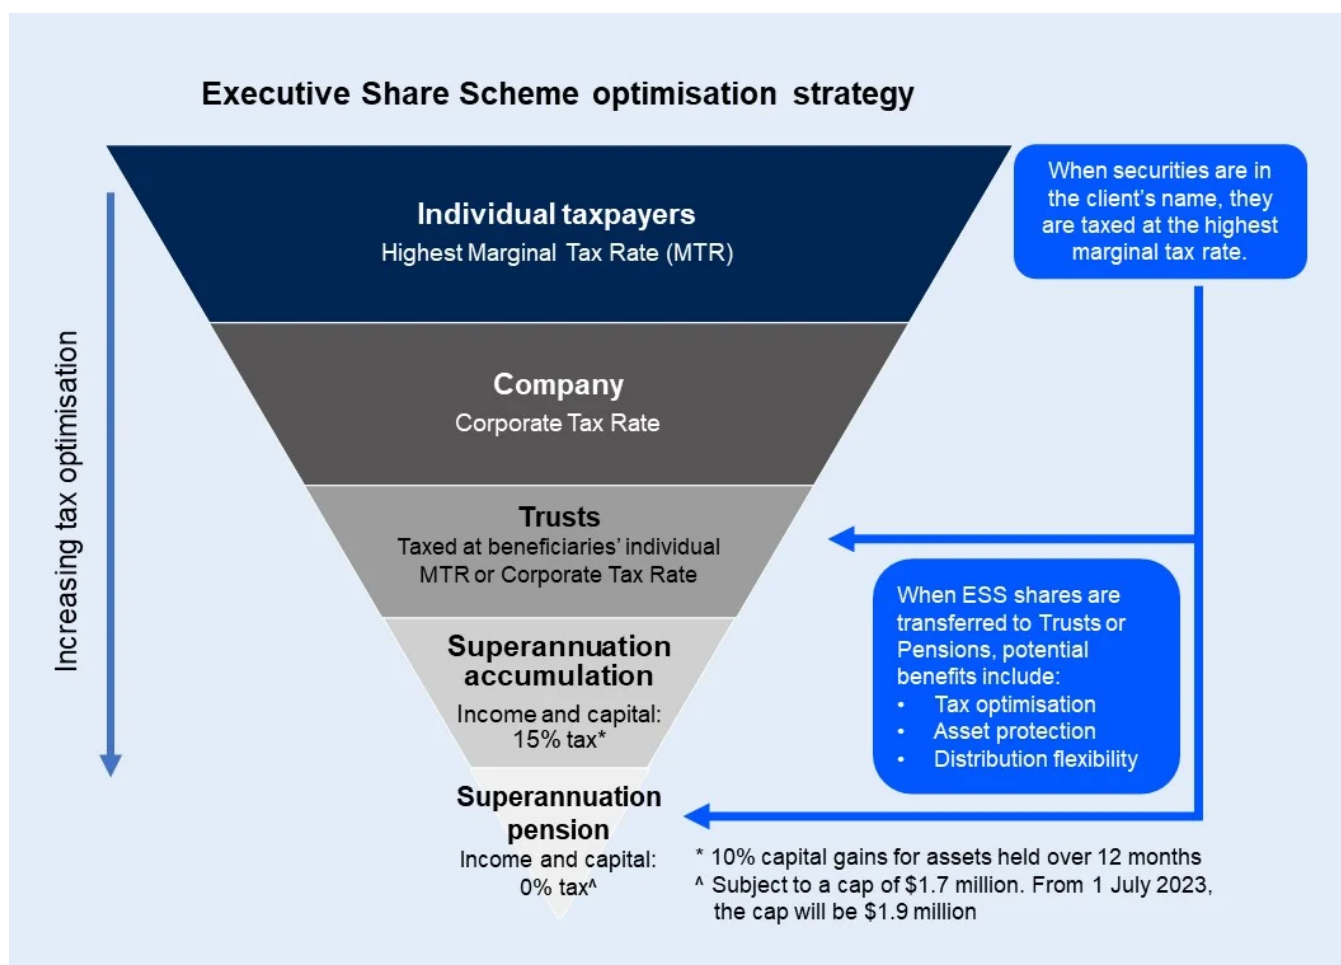 Executive Share Scheme optimisation strategy
Individual taxpayers
Highest Marginal Tax Rate (MTR)
When securities are in
the client's name, they
are taxed at the highest
marginal tax rate.
Increasing tax optimisation
Company
Corporate Tax Rate
Trusts
Taxed at beneficiaries' individual
MTR or Corporate Tax Rate
When ESS shares are
transferred to Trusts or
Pensions, potential
benefits include:
• Tax optimisation
• Asset protection
• Distribution flexibility
Superannuation
accumulation
Income and capital:
15% tax*
Superannuation
pension
Income and capital:
0% tax^
* 10% capital gains for assets held over 12 months
^ Subject to a cap of $1.7 million. From 1 July 2023,
the cap will be $1.9 million